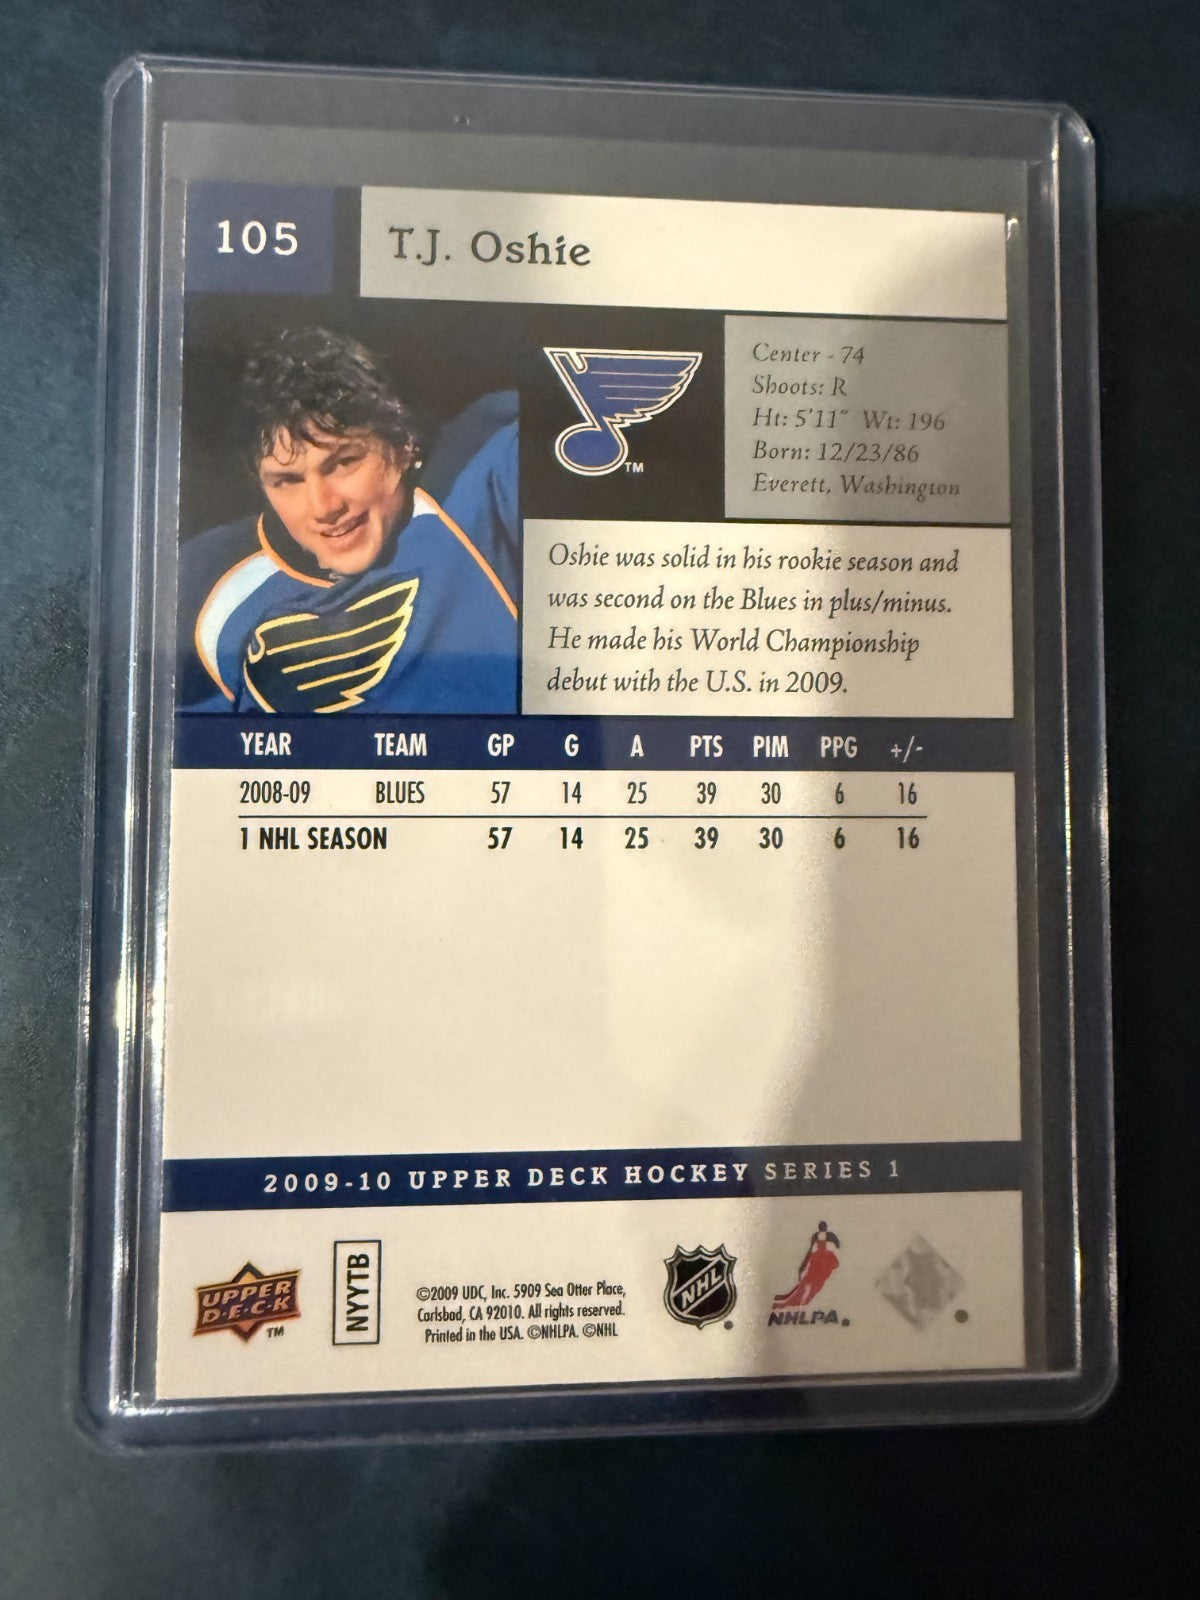 105
T.J. Oshie
Center - 74
Shoots: R
Ht: 5'11" Wt: 196
Born: 12/23/86
Everett, Washington
TM
Oshie was solid in his rookie season and
was second on the Blues in plus/minus.
He made his World Championship
debut with the U.S. in 2009.
YEAR TEAM GP G A PTS PIM PPG +/-
2008-09 BLUES 57 14 25 39 30 6 16
1 NHL SEASON 57 14 25 39 30 6 16
2009-10 UPPER DECK HOCKEY SERIES 1
UPPER
D·E·C·K
TM
NYYTB
©2009 UDC, Inc. 5909 Sea Otter Place,
Carlsbad, CA 92010. All rights reserved.
Printed in the USA. ©NHLPA. ©NHL
NHL
NHLPA